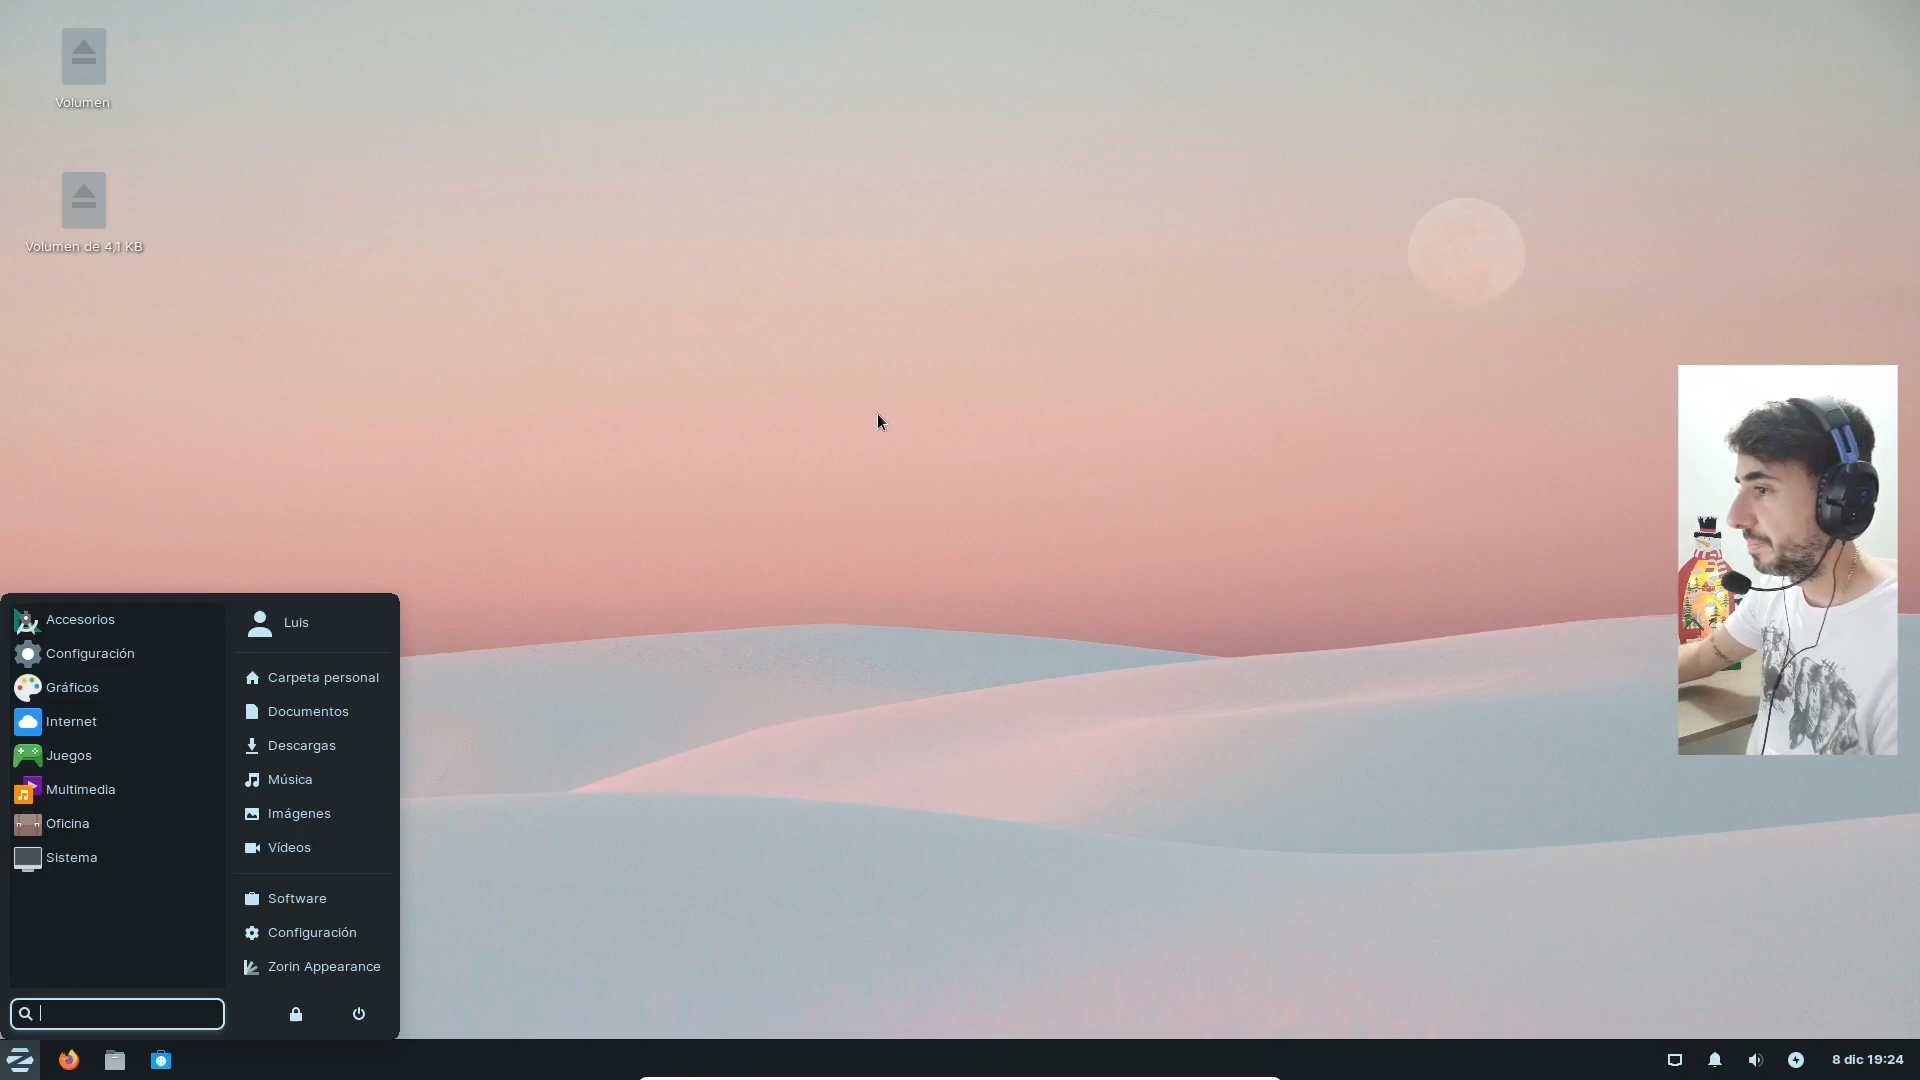 Volumen
Volumen de 4,1 KB
Accesorios
Configuración
Gráficos
Internet
Juegos
Multimedia
Oficina
Sistema
Luis
Carpeta personal
Documentos
Descargas
Música
Imágenes
Vídeos
Software
Configuración
Zorin Appearance
8 dic 19:24